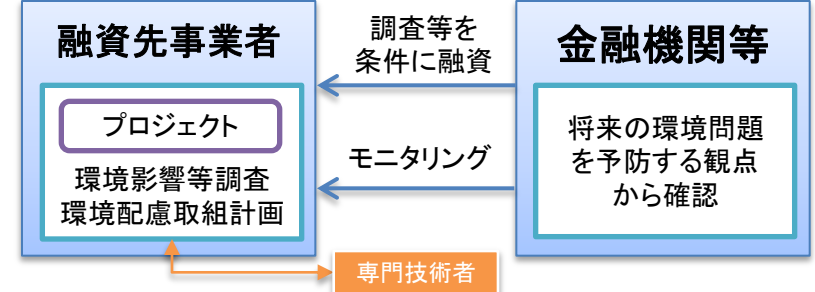 融資先事業者
プロジェクト
環境影響等調査
環境配慮取組計画
調査等を
条件に融資
モニタリング
金融機関等
将来の環境問題
を予防する観点
から確認
専門技術者